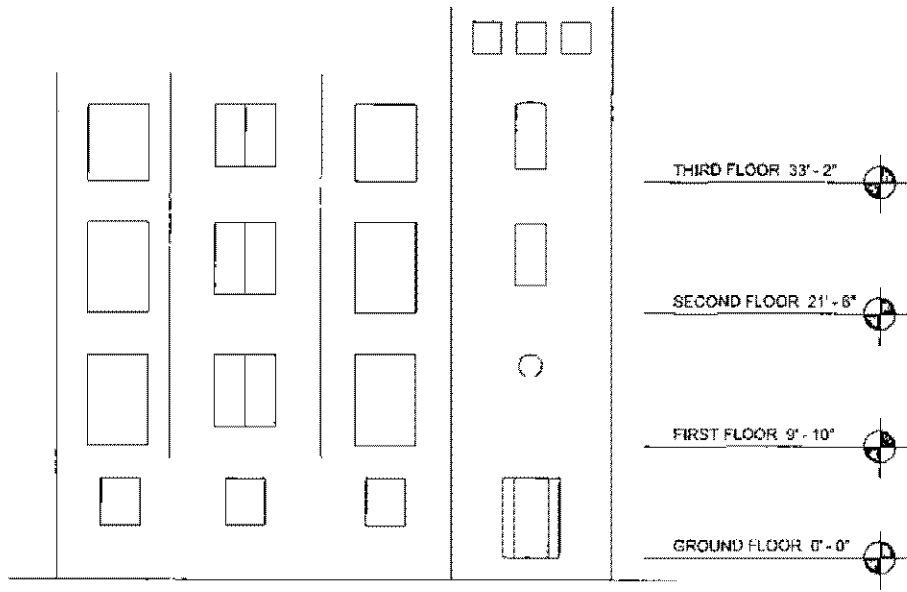 THIRD FLOOR 33' - 2"
SECOND FLOOR 21' - 6"
FIRST FLOOR 9' - 10"
GROUND FLOOR 0' - 0"